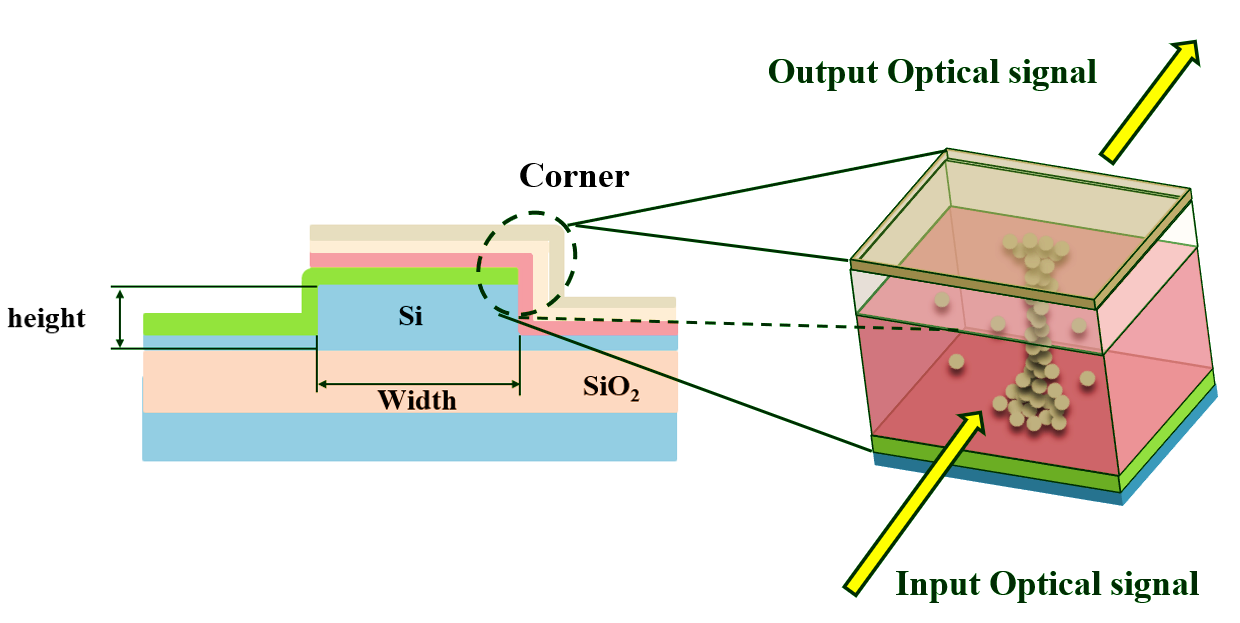 Output Optical signal
Corner
height
Si
Width
SiO₂
Input Optical signal